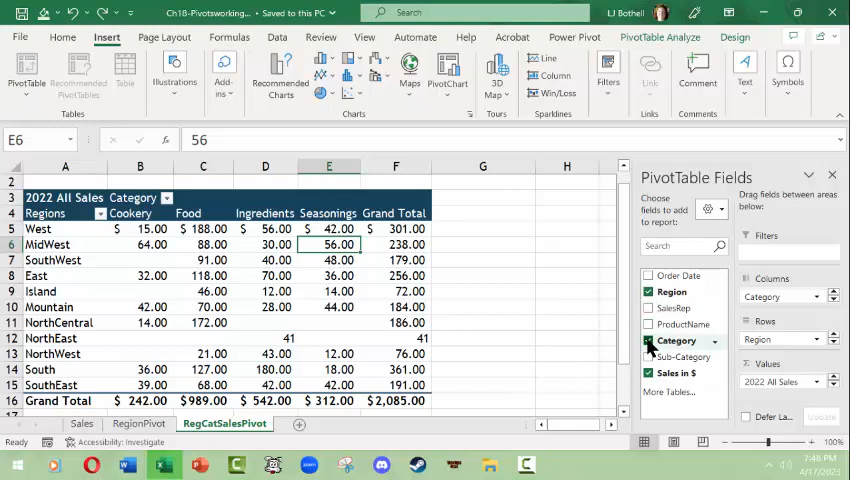 Ch18-Pivotsworking... • Saved to this PC
Search
LJ Bothell
File Home Insert Page Layout Formulas Data Review View Automate Developer Help Acrobat Power Pivot PivotTable Analyze Design
PivotTable Recommended PivotTables Table
Tables
Illustrations
Add-ins
Recommended Charts
Maps PivotChart
Charts
3D Map
Tours
Line
Column
Win/Loss
Sparklines
Filters
Link
Links
Comment
Comments
Text
Symbols
E6 fx 56
A B C D E F G H
2
3 2022 All Sales Category
4 Regions Cookery Food Ingredients Seasonings Grand Total
5 West $ 15.00 $ 188.00 $ 56.00 $ 42.00 $ 301.00
6 MidWest 64.00 88.00 30.00 56.00 238.00
7 SouthWest 91.00 40.00 48.00 179.00
8 East 32.00 118.00 70.00 36.00 256.00
9 Island 46.00 12.00 14.00 72.00
10 Mountain 42.00 70.00 28.00 44.00 184.00
11 NorthCentral 14.00 172.00 186.00
12 NorthEast 41 41
13 NorthWest 21.00 43.00 12.00 76.00
14 South 36.00 127.00 180.00 18.00 361.00
15 SouthEast 39.00 68.00 42.00 42.00 191.00
16 Grand Total $ 242.00 $989.00 $ 542.00 $ 312.00 $2,085.00
PivotTable Fields
Choose fields to add to report:
Search
Order Date
Region
SalesRep
ProductName
Category
Sub-Category
Sales in $
More Tables...
Drag fields between areas below:
Filters
Columns
Category
Rows
Region
Values
2022 All Sales
Defer La...
Update
Sales RegionPivot RegCatSalesPivot
Ready
Accessibility: Investigate
100%
7:48 PM
4/17/2023